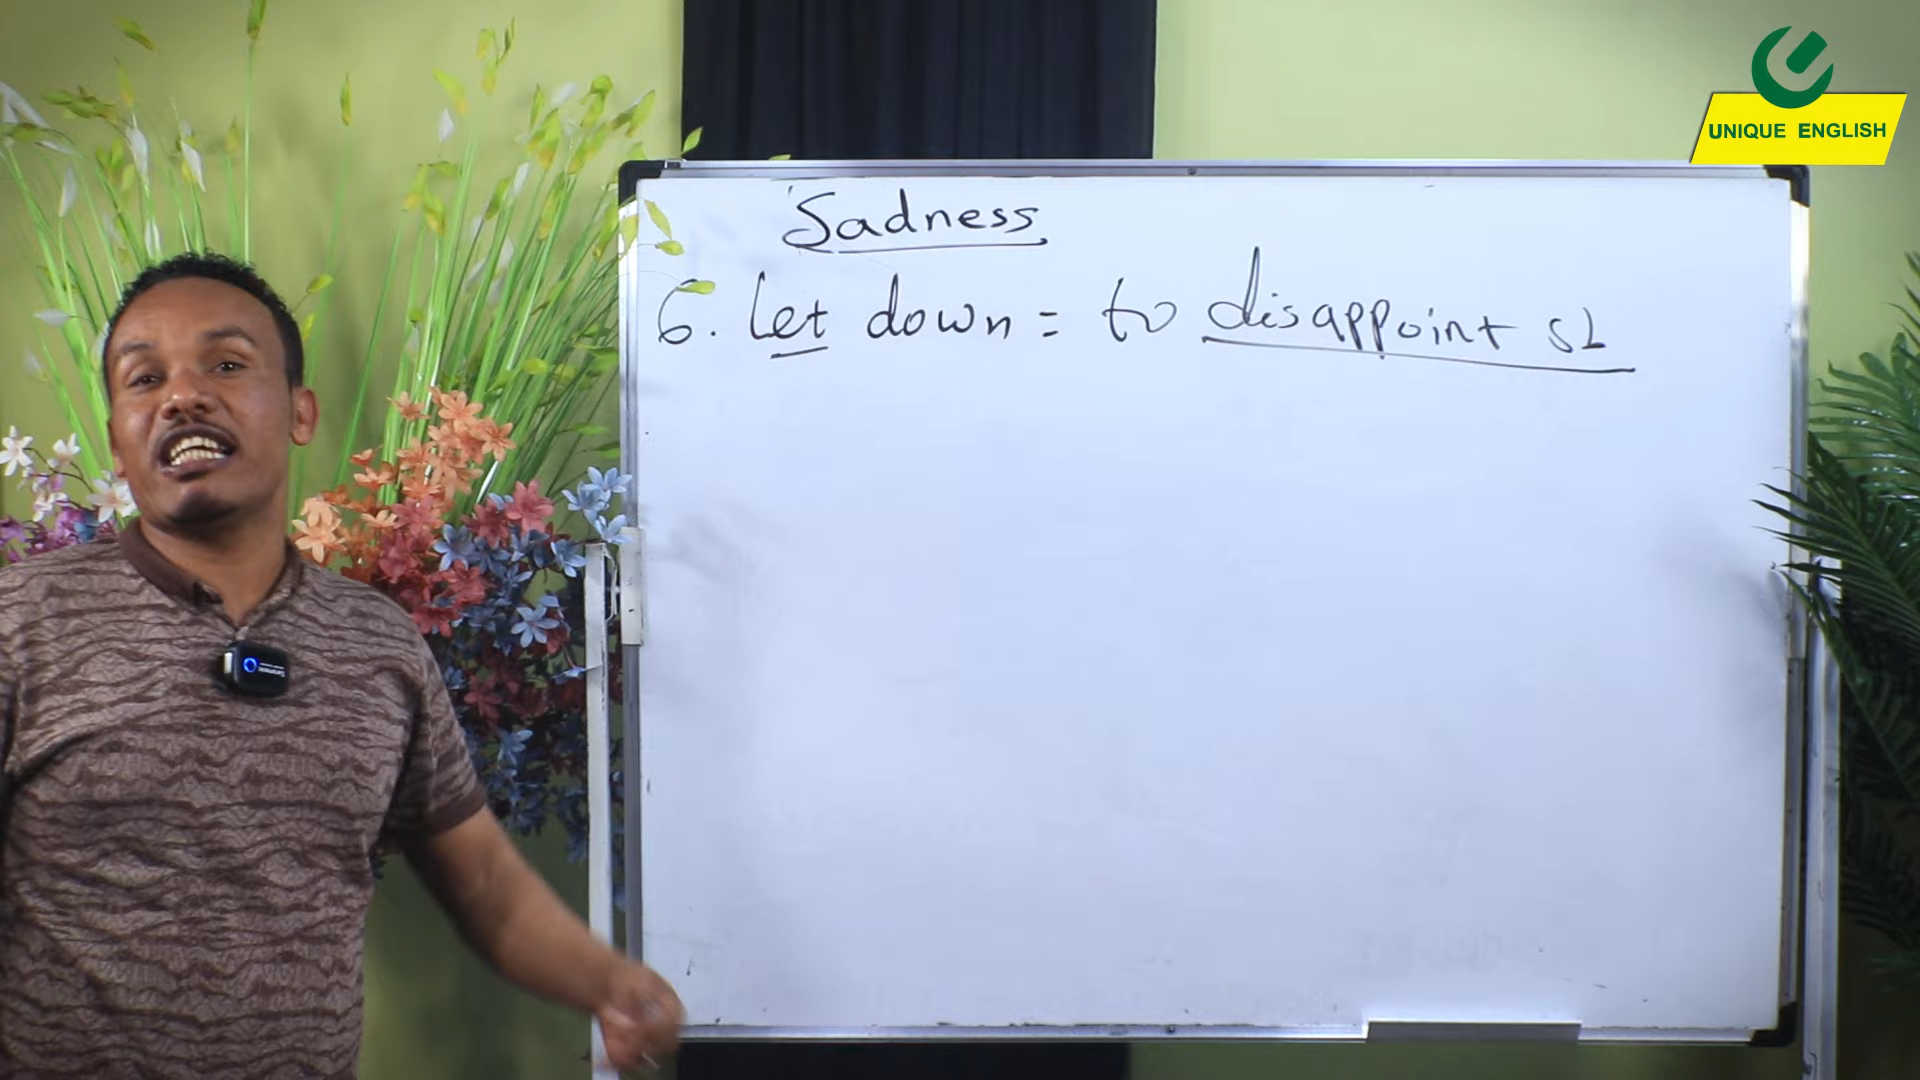 Sadness
6. Let down = to disappoint sb
UNIQUE ENGLISH